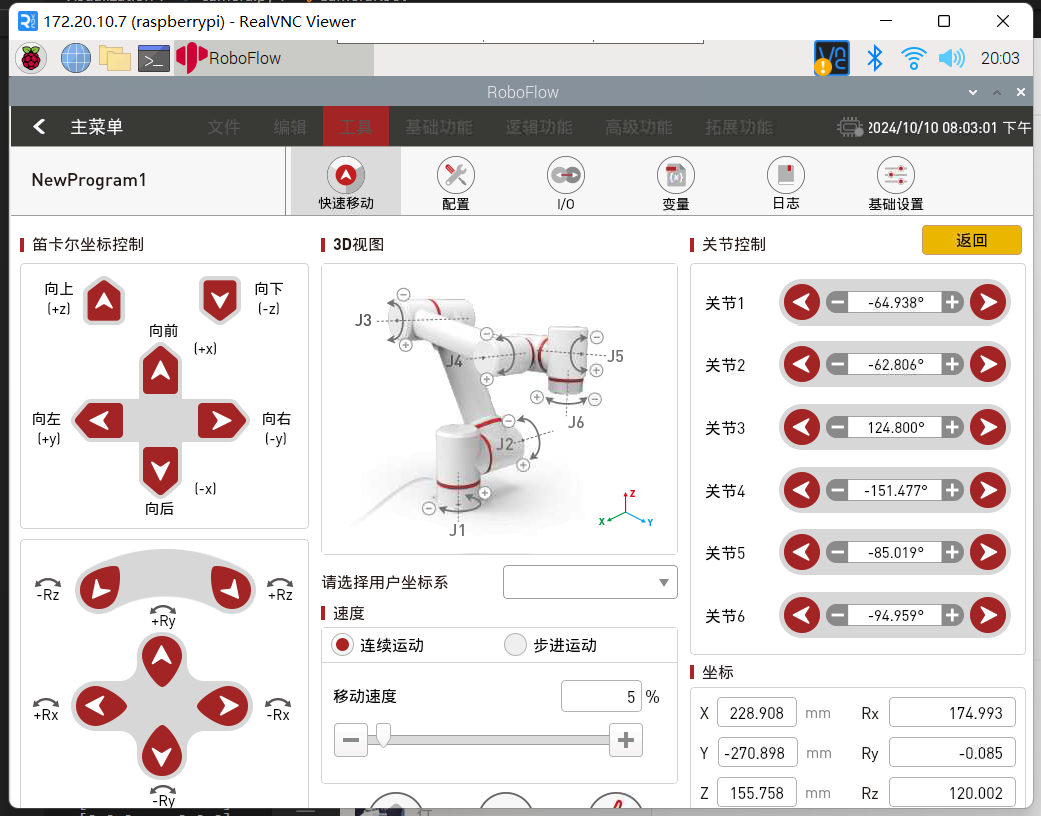 172.20.10.7 (raspberrypi) - RealVNC Viewer
RoboFlow
20:03
RoboFlow
主菜单 文件 编辑 工具 基础功能 逻辑功能 高级功能 拓展功能 2024/10/10 08:03:01 下午
NewProgram1
快速移动 配置 I/O 变量 日志 基础设置
笛卡尔坐标控制
向上
(+z)
向下
(-z)
向前
(+x)
向左
(+y)
向右
(-y)
(-x)
向后
-Rz
+Rz
+Ry
+Rx
-Rx
-Ry
3D视图
J3
J4
J5
J6
J2
J1
Z
X
Y
请选择用户坐标系
速度
连续运动 步进运动
移动速度 5 %
关节控制 返回
关节1 -64.938°
关节2 -62.806°
关节3 124.800°
关节4 -151.477°
关节5 -85.019°
关节6 -94.959°
坐标
X 228.908 mm Rx 174.993
Y -270.898 mm Ry -0.085
Z 155.758 mm Rz 120.002